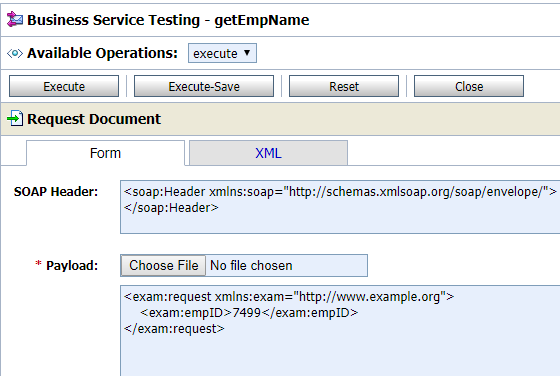 Business Service Testing - getEmpName
Available Operations: execute
Execute Execute-Save Reset Close
Request Document
Form XML
SOAP Header: <soap:Header xmlns:soap="http://schemas.xmlsoap.org/soap/envelope/">
</soap:Header>
* Payload: Choose File No file chosen
<exam:request xmlns:exam="http://www.example.org">
<exam:empID>7499</exam:empID>
</exam:request>